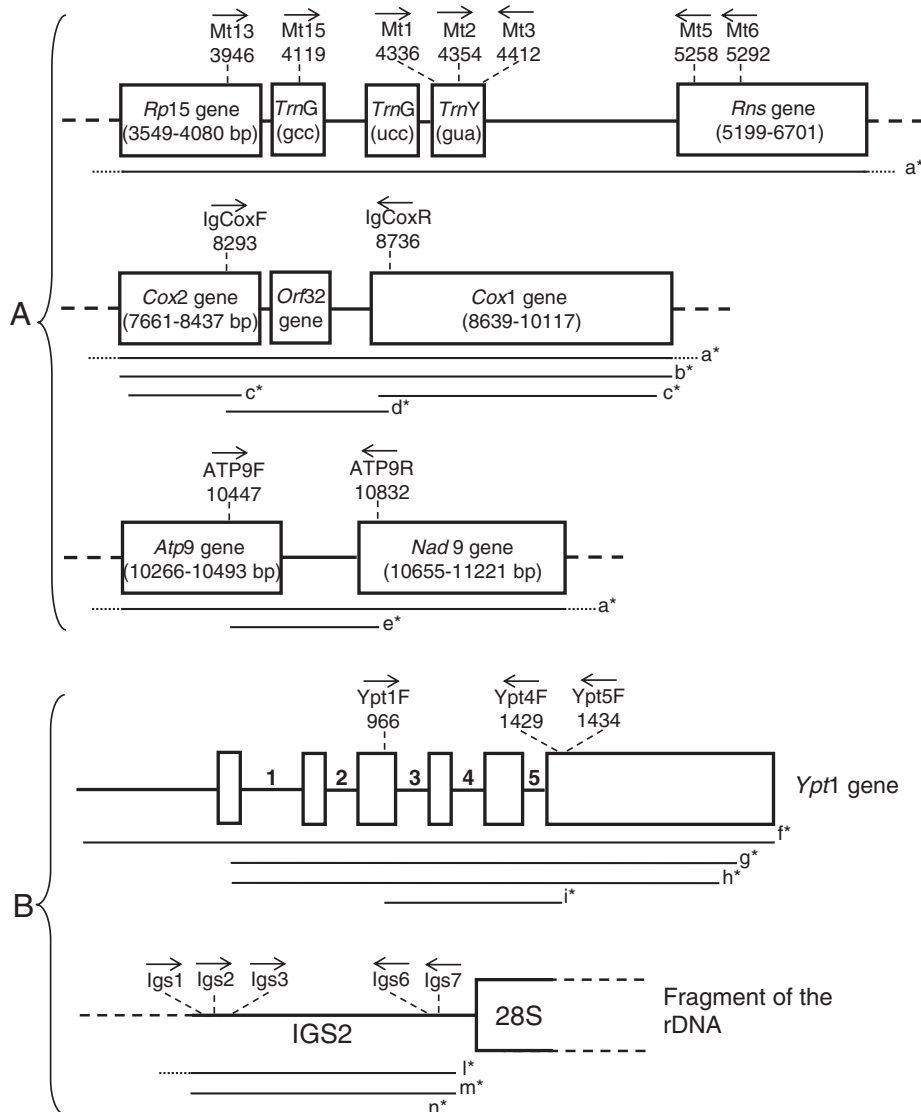 Mt13 Mt15 Mt1 Mt2 Mt3 Mt5 Mt6
3946 4119 4336 4354 4412 5258 5292
Rp15 gene TrnG TrnG TrnY Rns gene
(3549-4080 bp) (gcc) (ucc) (gua) (5199-6701)
a*
IgCoxF IgCoxR
8293 8736
A
Cox2 gene Orf32 Cox1 gene
(7661-8437 bp) gene (8639-10117)
a*
b*
c* c*
d*
ATP9F ATP9R
10447 10832
Atp9 gene Nad 9 gene
(10266-10493 bp) (10655-11221 bp)
a*
e*
Ypt1F Ypt4F Ypt5F
966 1429 1434
1 2 3 4 5 Ypt1 gene
f*
g*
h*
B
i*
Igs1 Igs2 Igs3 Igs6 Igs7
IGS2 28S Fragment of the
rDNA
l*
m*
n*